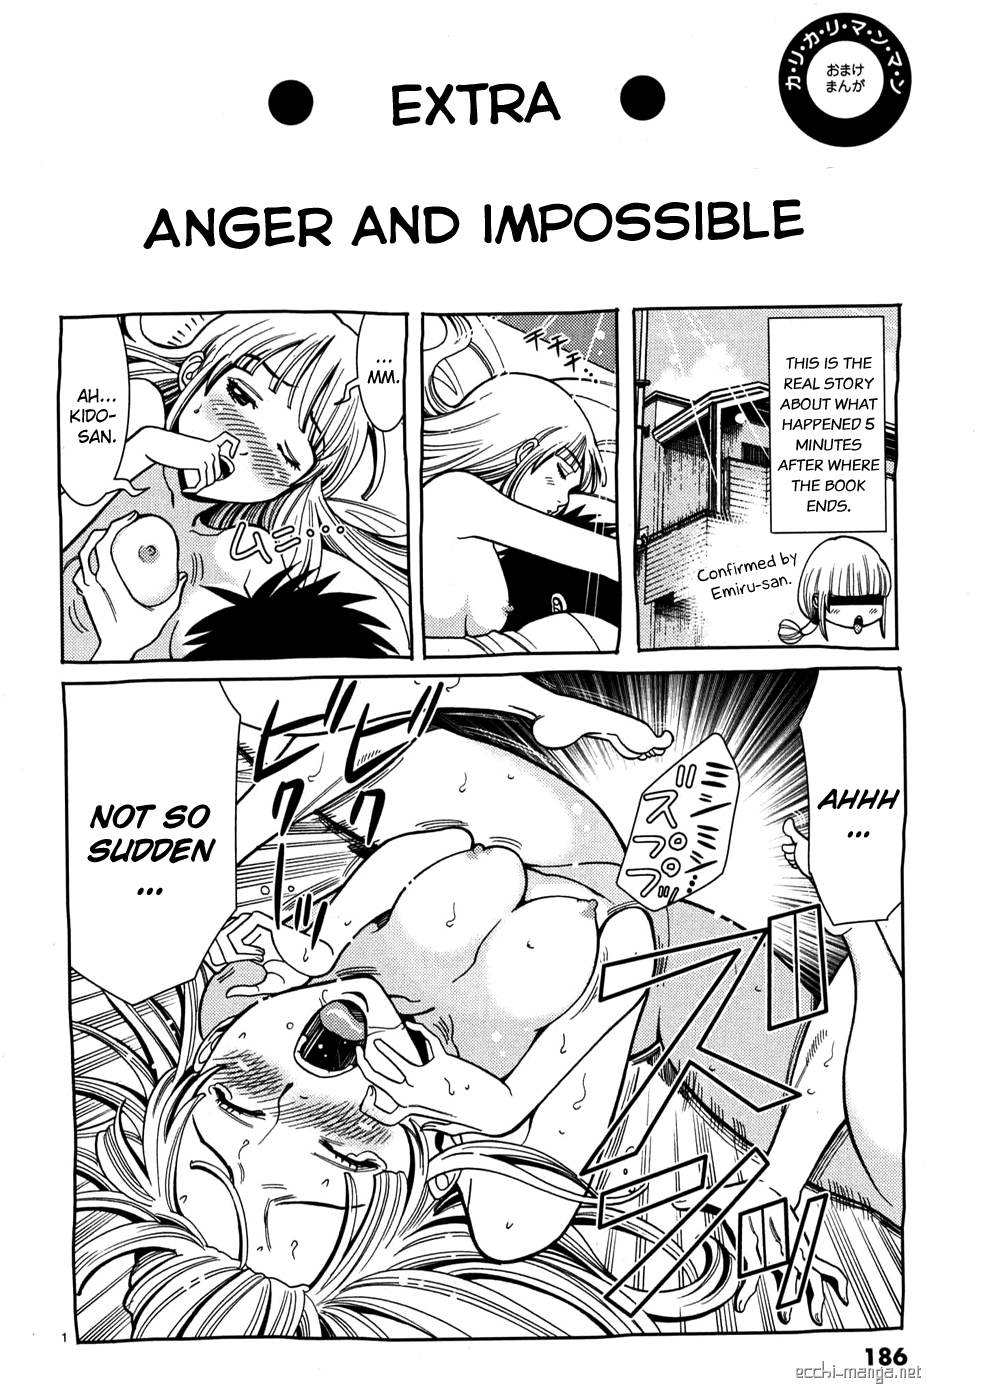 カ・リ・カ・リ・マ・ン・マ・ン
おまけ
まんが
EXTRA
ANGER AND IMPOSSIBLE
THIS IS THE
REAL STORY
ABOUT WHAT
HAPPENED 5
MINUTES
AFTER WHERE
THE BOOK
ENDS.
Confirmed by
Emiru-san.
チチチ
...
MM.
AH...
KIDO-
SAN.
ムニ...
AHHH
...
ズンッ
ズプププ...
ビビクク
NOT SO
SUDDEN
...
1
186
ecchi-manga.net